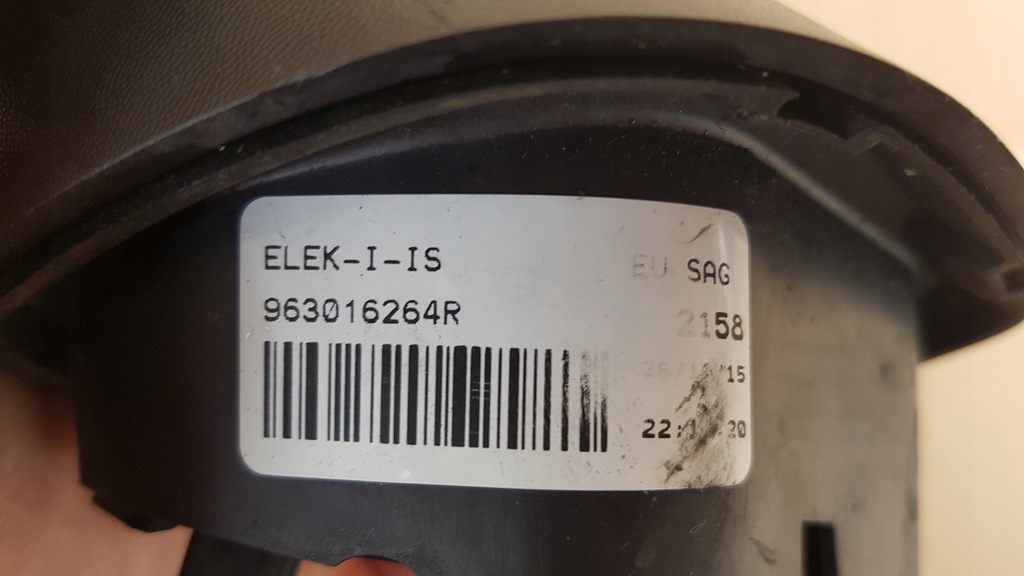 ELEK-I-IS
963016264R
EU SAG
2158